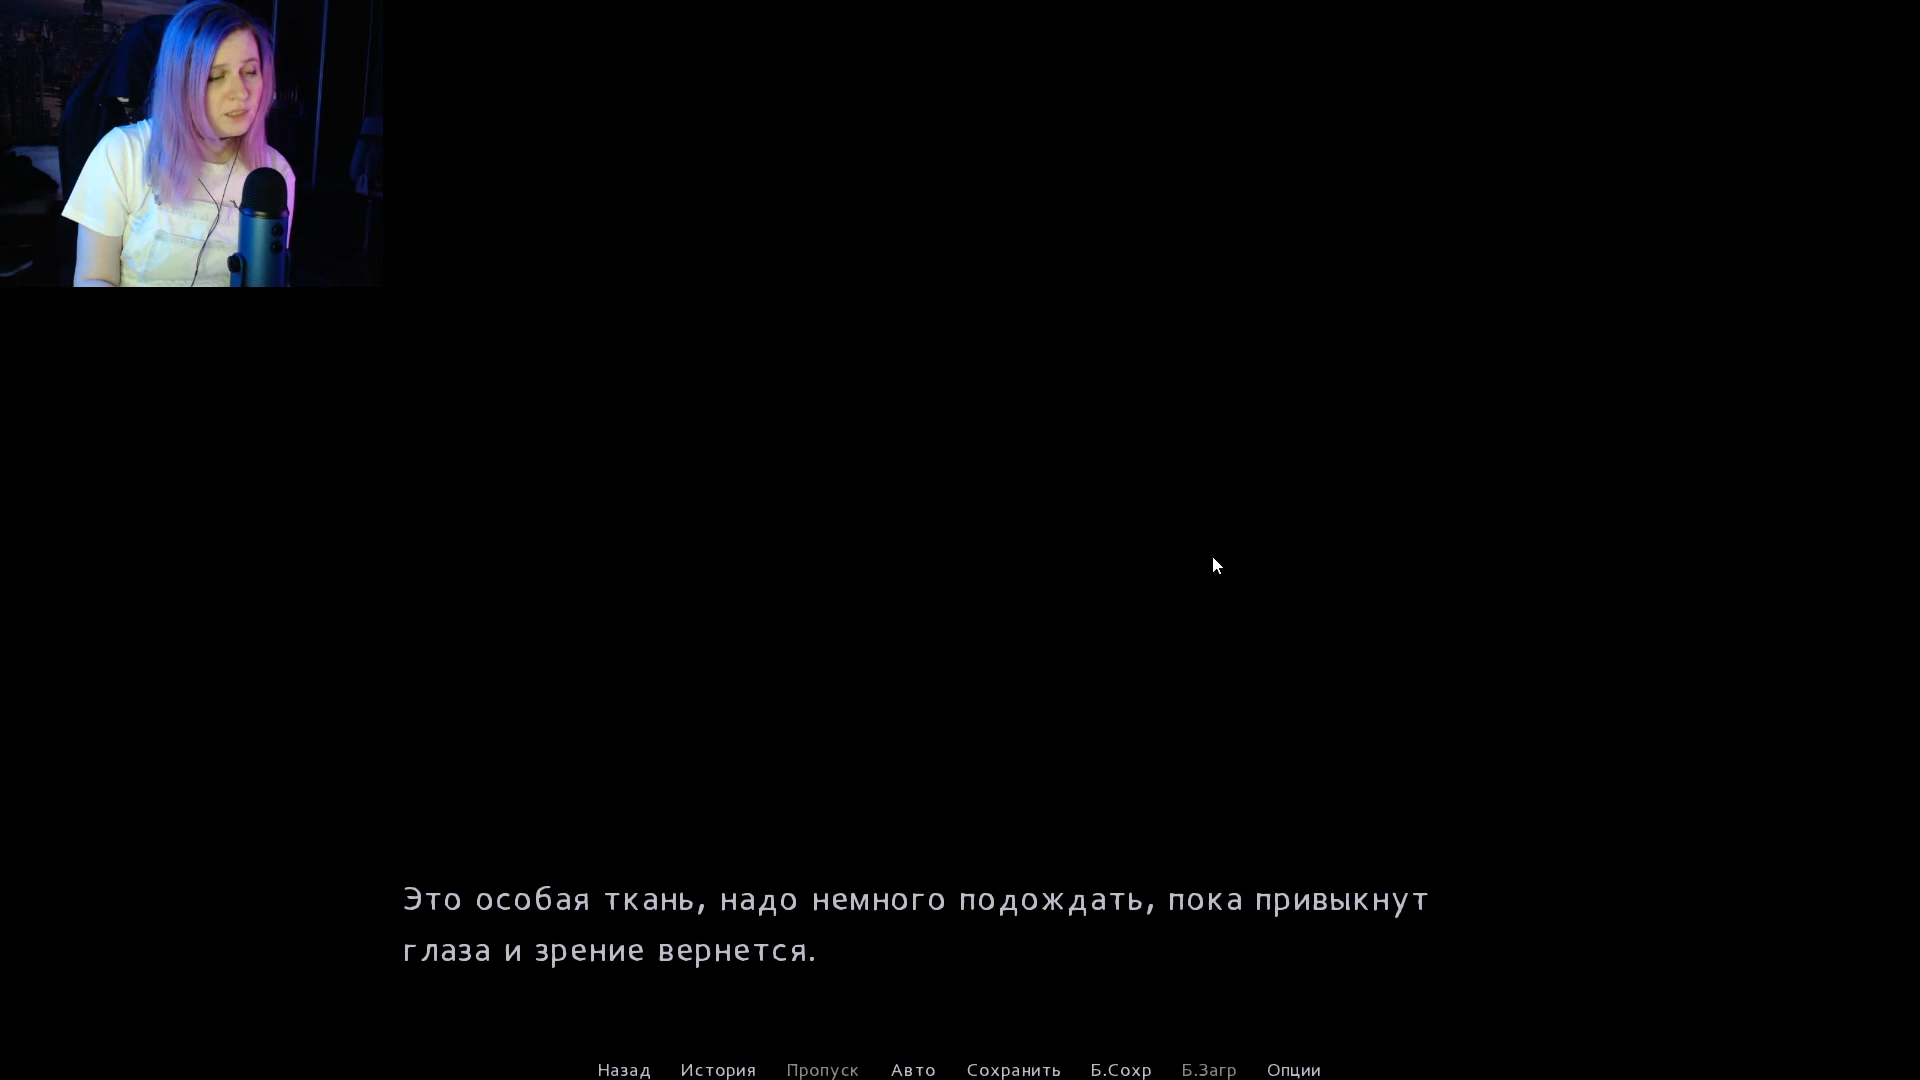 Это особая ткань, надо немного подождать, пока привыкнут
глаза и зрение вернется.
Назад История Пропуск Авто Сохранить Б.Сохр Б.Загр Опции